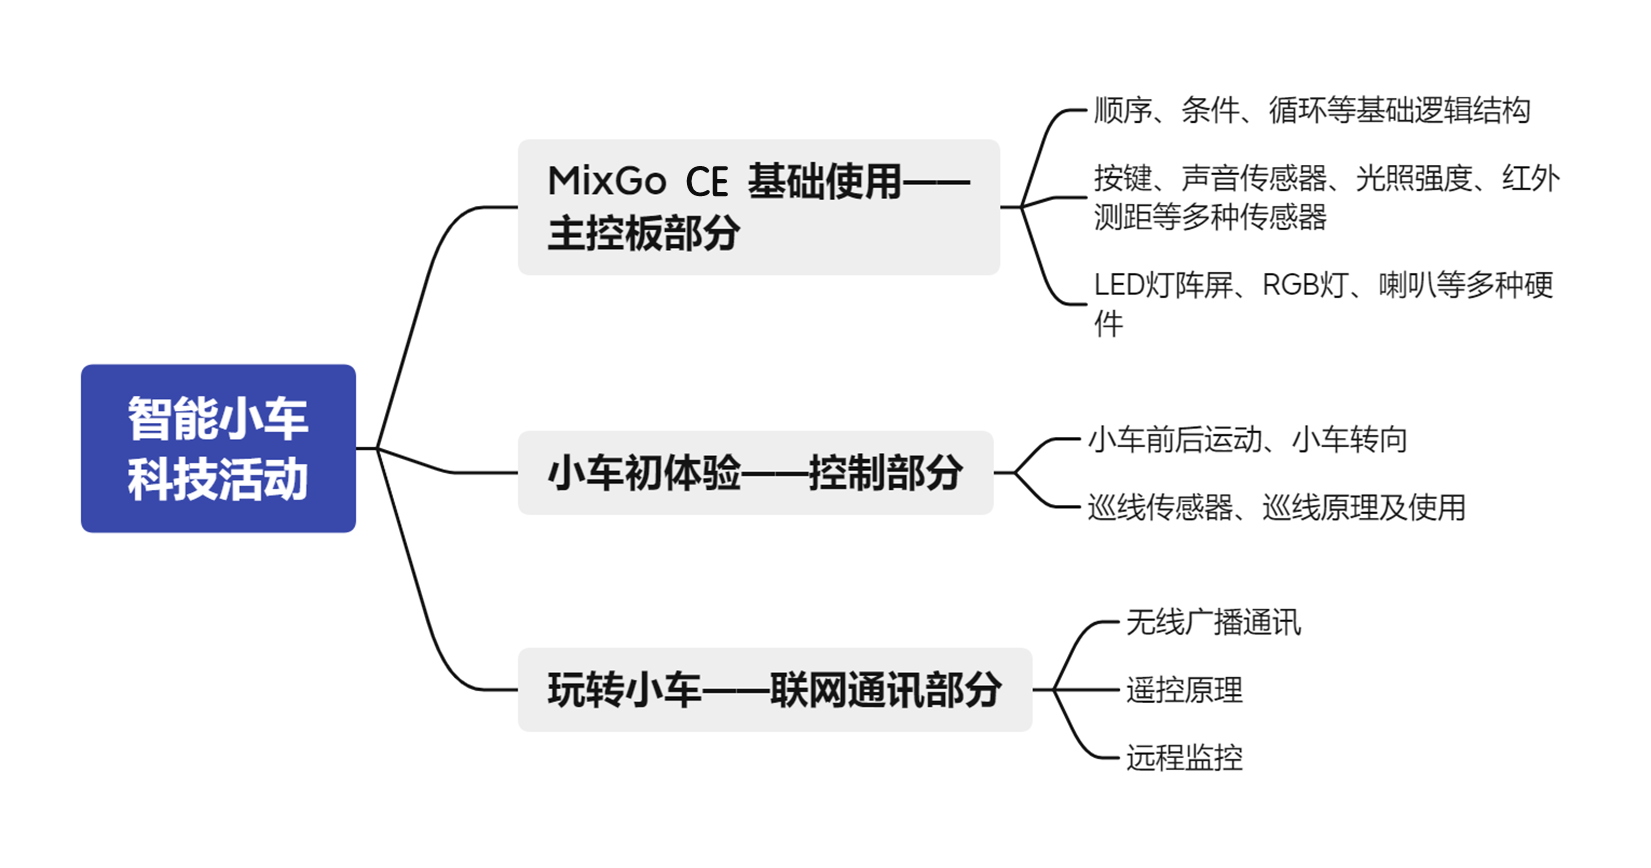 智能小车
科技活动
MixGo CE 基础使用——
主控板部分
顺序、条件、循环等基础逻辑结构
按键、声音传感器、光照强度、红外
测距等多种传感器
LED灯阵屏、RGB灯、喇叭等多种硬
件
小车初体验——控制部分
小车前后运动、小车转向
巡线传感器、巡线原理及使用
玩转小车——联网通讯部分
无线广播通讯
遥控原理
远程监控